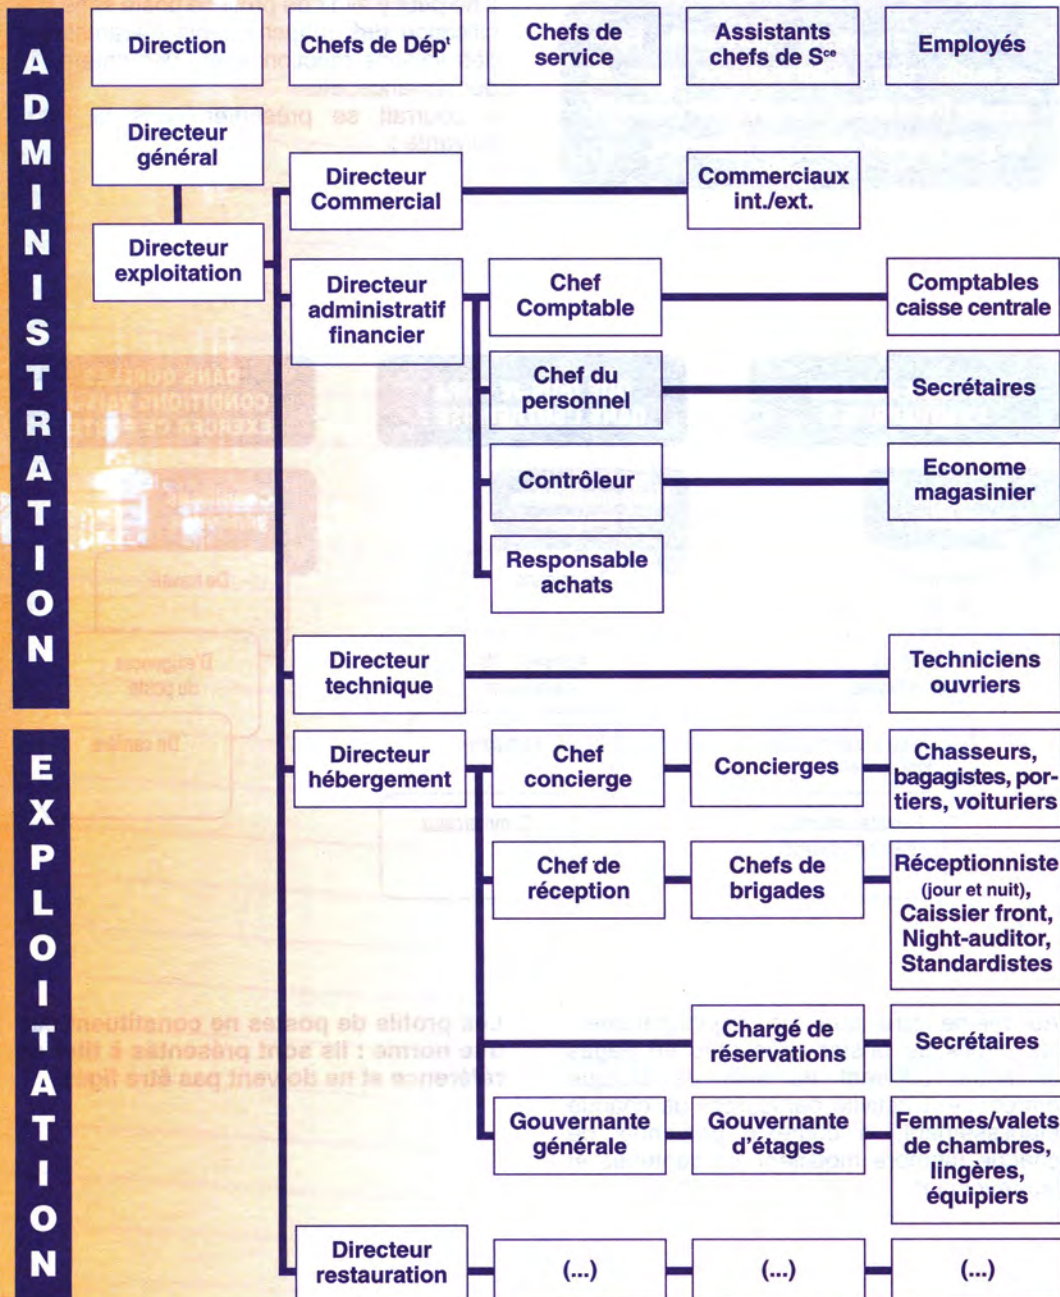 ADMINISTRATION
Direction
Chefs de Dépt
Chefs de
service
Assistants
chefs de Sce
Employés
Directeur
général
Directeur
exploitation
Directeur
Commercial
Commerciaux
int./ext.
Directeur
administratif
financier
Chef
Comptable
Comptables
caisse centrale
Chef du
personnel
Secrétaires
Contrôleur
Econome
magasinier
Responsable
achats
Directeur
technique
Techniciens
ouvriers
EXPLOITATION
Directeur
hébergement
Chef
concierge
Concierges
Chasseurs,
bagagistes, por-
tiers, voituriers
Chef de
réception
Chefs de
brigades
Réceptionniste
(jour et nuit),
Caissier front,
Night-auditor,
Standardistes
Chargé de
réservations
Secrétaires
Gouvernante
générale
Gouvernante
d'étages
Femmes/valets
de chambres,
lingères,
équipiers
Directeur
restauration
(...)
(...)
(...)